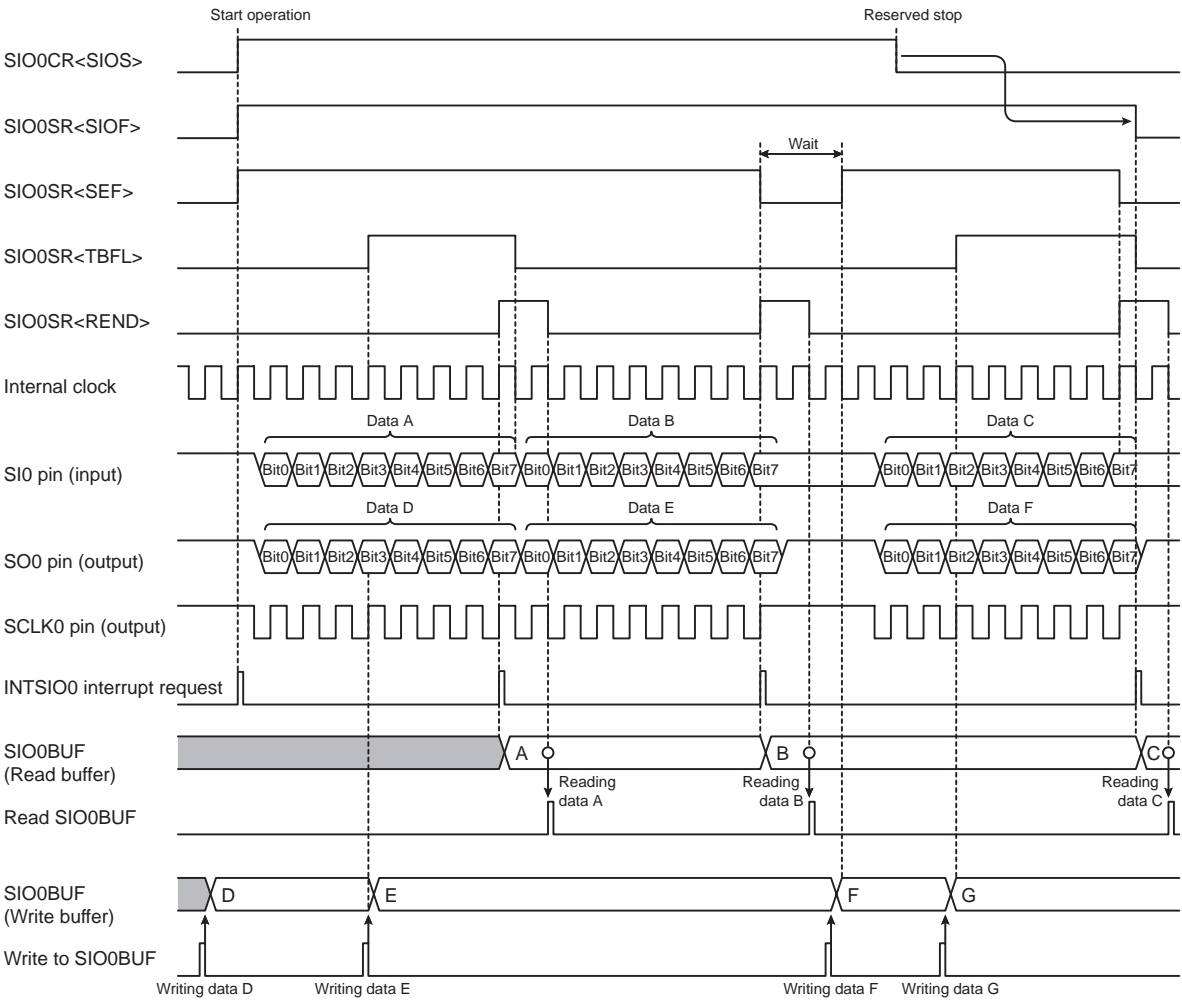 Start operation
Reserved stop
SIO0CR<SIOS>
SIO0SR<SIOF>
Wait
SIO0SR<SEF>
SIO0SR<TBFL>
SIO0SR<REND>
Internal clock
Data A
Data B
Data C
SI0 pin (input)
Bit0 Bit1 Bit2 Bit3 Bit4 Bit5 Bit6 Bit7 Bit0 Bit1 Bit2 Bit3 Bit4 Bit5 Bit6 Bit7 Bit0 Bit1 Bit2 Bit3 Bit4 Bit5 Bit6 Bit7
Data D
Data E
Data F
SO0 pin (output)
Bit0 Bit1 Bit2 Bit3 Bit4 Bit5 Bit6 Bit7 Bit0 Bit1 Bit2 Bit3 Bit4 Bit5 Bit6 Bit7 Bit0 Bit1 Bit2 Bit3 Bit4 Bit5 Bit6 Bit7
SCLK0 pin (output)
INTSIO0 interrupt request
SIO0BUF
(Read buffer)
A
B
C
Reading
data A
Reading
data B
Reading
data C
Read SIO0BUF
SIO0BUF
(Write buffer)
D
E
F
G
Write to SIO0BUF
Writing data D
Writing data E
Writing data F
Writing data G